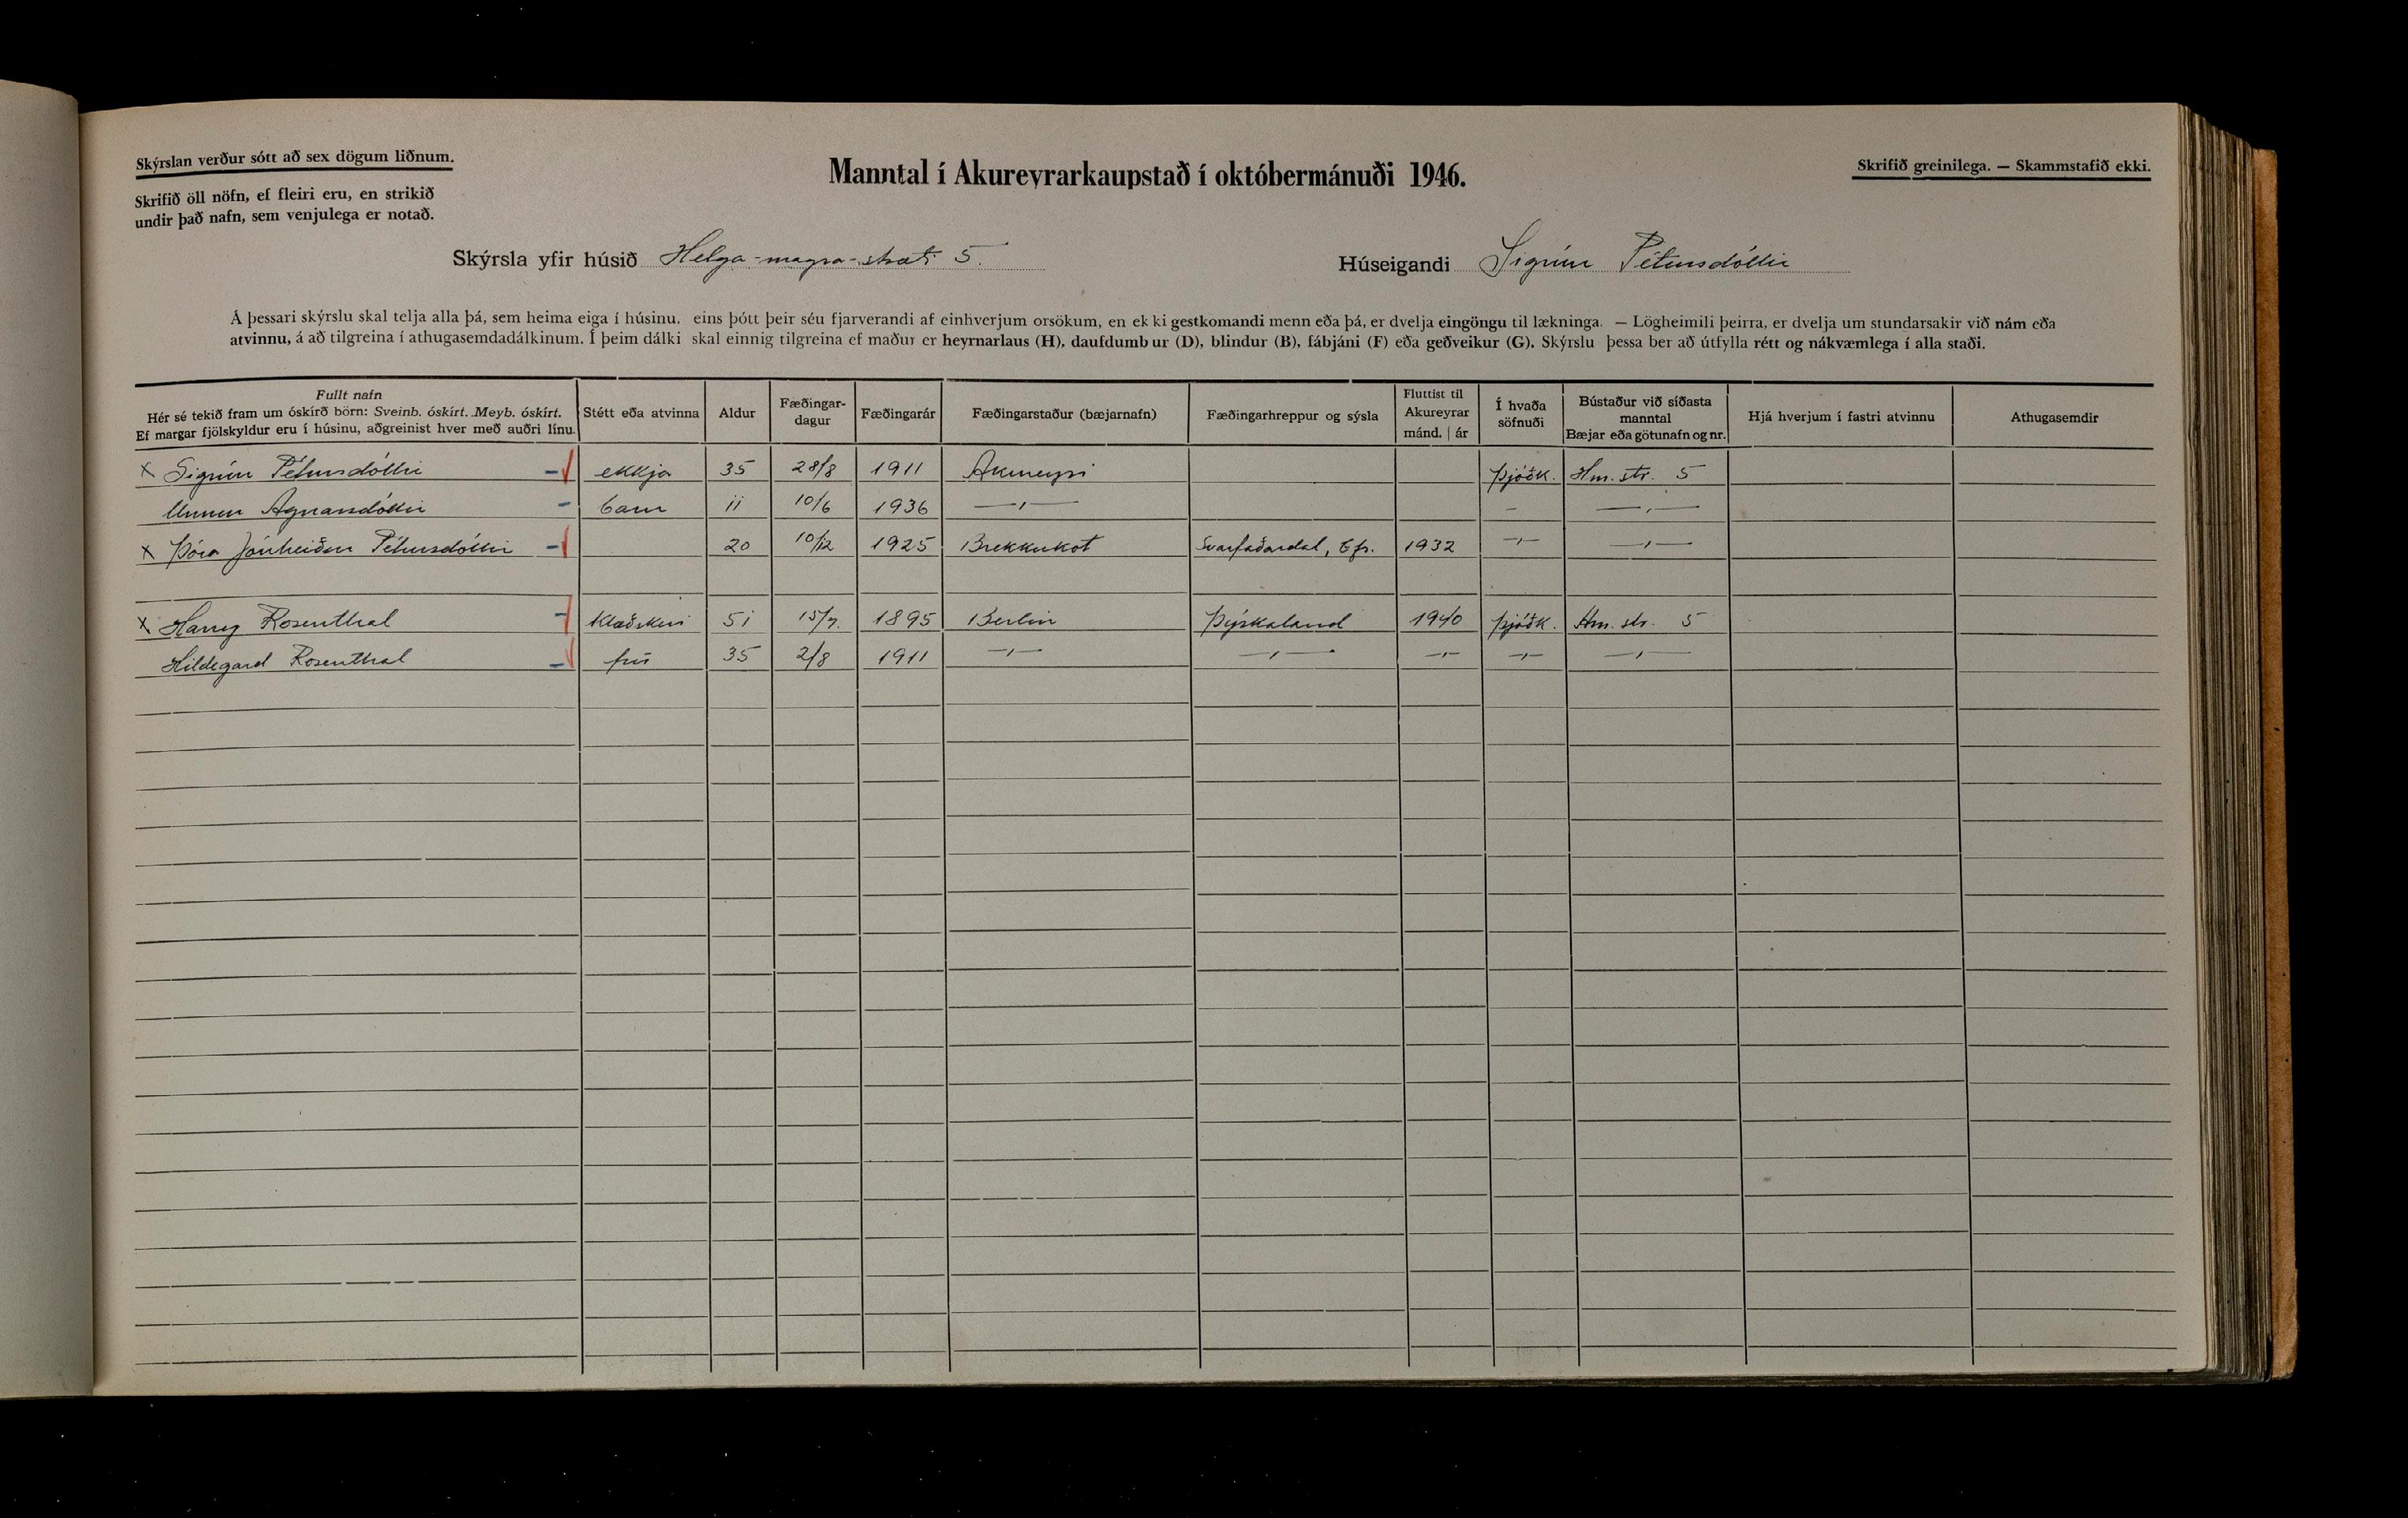 Skýrslan verður sótt að sex dögum liðnum.
Skrifið öll nöfn, ef fleiri eru, en strikið
undir það nafn, sem venjulega er notað.
Manntal í Akureyrarkaupstað í októbermánuði 1946.
Skrifið greinilega. — Skammstafið ekki.
Skýrsla yfir húsið Helga-magra-stræti 5.
Húseigandi Sigrún Pétursdóttir
Á þessari skýrslu skal telja alla þá, sem heima eiga í húsinu, eins þótt þeir séu fjarverandi af einhverjum orsökum, en ekki gestkomandi menn eða þá, er dvelja eingöngu til lækninga. — Lögheimili þeirra, er dvelja um stundarsakir við nám eða
atvinnu, á að tilgreina í athugasemdadálkinum. Í þeim dálki skal einnig tilgreina ef maður er heyrnarlaus (H), daufdumbur (D), blindur (B), fábjáni (F) eða geðveikur (G). Skýrslu þessa ber að útfylla rétt og nákvæmlega í alla staði.
Fullt nafn
Hér sé tekið fram um óskírð börn: Sveinb. óskírt. Meyb. óskírt.
Ef margar fjölskyldur eru í húsinu, aðgreinist hver með auðri línu.
Stétt eða atvinna
Aldur
Fæðingar-
dagur
Fæðingarár
Fæðingarstaður (bæjarnafn)
Fæðingarhreppur og sýsla
Fluttist til
Akureyrar
mánd. | ár
Í hvaða
söfnuði
Bústaður við síðasta
manntal
Bæjar eða götunafn og nr.
Hjá hverjum í fastri atvinnu
Athugasemdir
x Sigrún Pétursdóttir - ekkja 35 28/8 1911 Akureyri þjóðk. Hm. str. 5
Unnur Agnarsdóttir - barn 11 10/6 1936 —〃— - —〃—
x Þóra Jónheiður Pétursdóttir - 20 10/12 1925 Brekkukot Svarfaðardal, Efs. 1932 —〃— —〃—
x Harry Rosenthal - klæðskeri 51 15/7. 1895 Berlin Þýskaland 1940 þjóðk. Hm. str. 5
Hildegard Rosenthal - frú 35 2/8 1911 —〃— —〃— —〃— —〃— —〃—